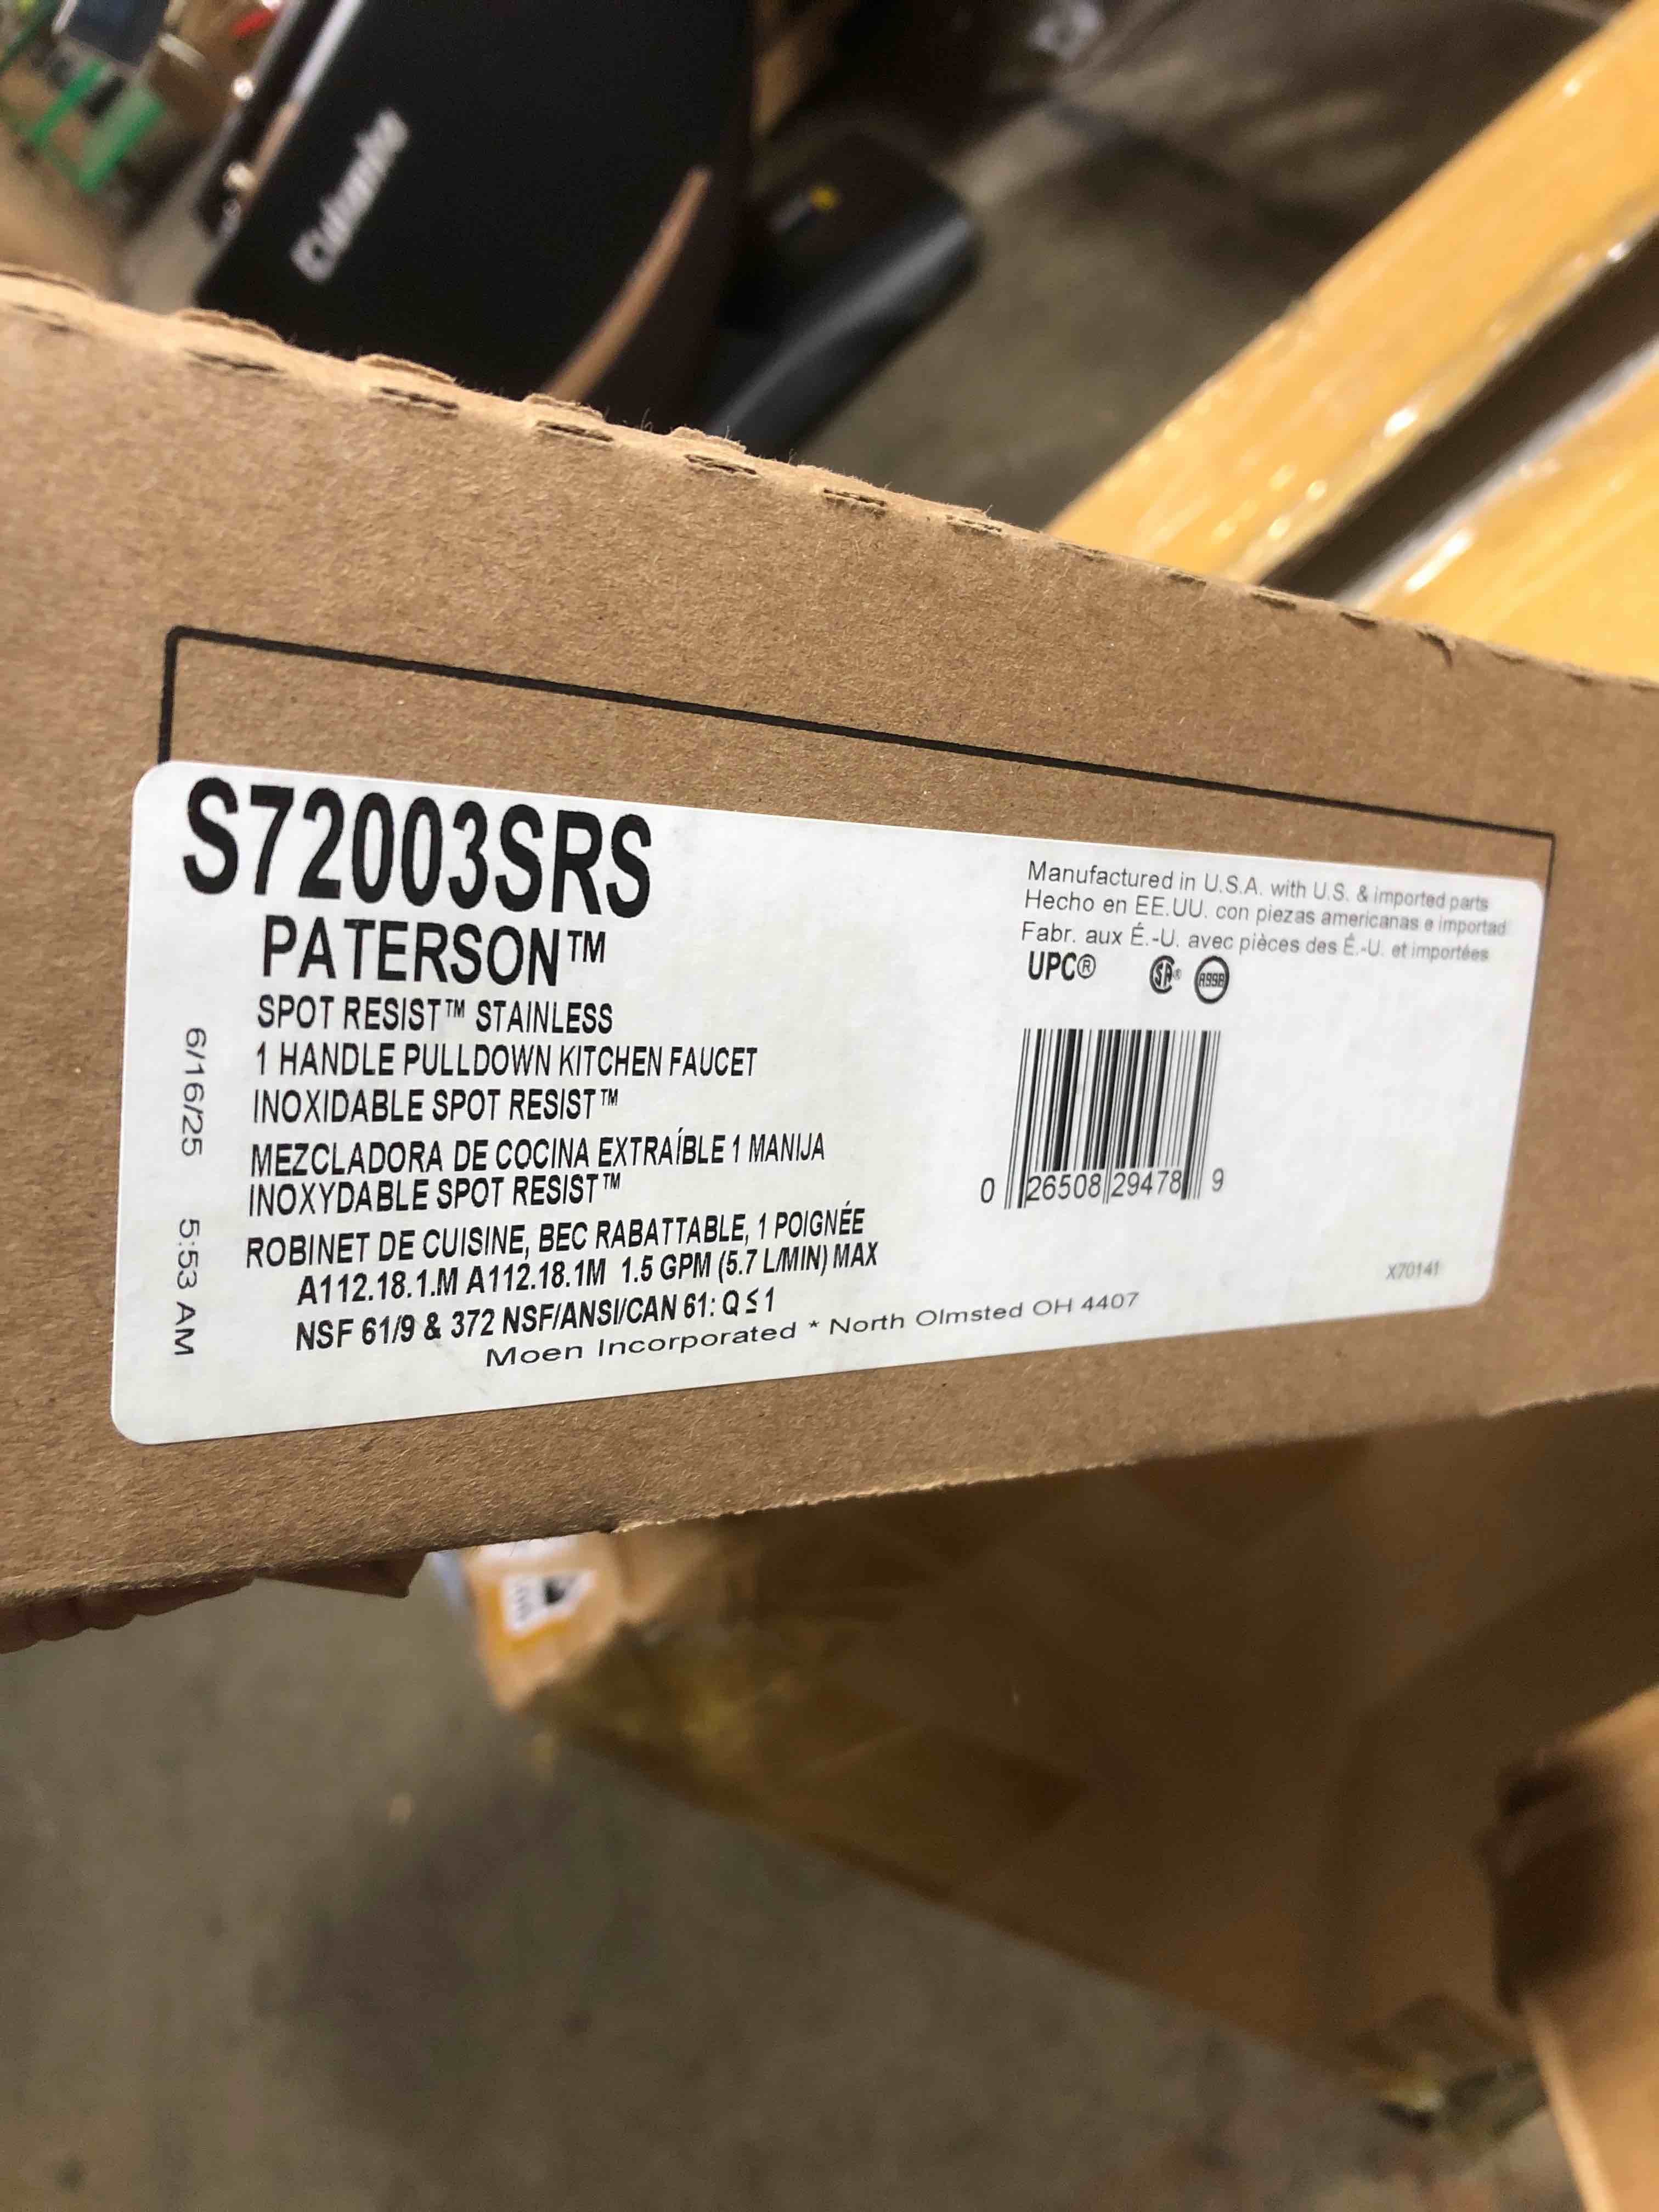 Columbia
S72003SRS
PATERSON™
SPOT RESIST™ STAINLESS
1 HANDLE PULLDOWN KITCHEN FAUCET
INOXIDABLE SPOT RESIST™
MEZCLADORA DE COCINA EXTRAÍBLE 1 MANIJA
INOXYDABLE SPOT RESIST™
ROBINET DE CUISINE, BEC RABATTABLE, 1 POIGNÉE
A112.18.1.M A112.18.1M 1.5 GPM (5.7 L/MIN) MAX
NSF 61/9 & 372 NSF/ANSI/CAN 61: Q ≤ 1
Moen Incorporated * North Olmsted OH 4407
6/16/25 5:53 AM
Manufactured in U.S.A. with U.S. & imported parts
Hecho en EE.UU. con piezas americanas e importad
Fabr. aux É.-U. avec pièces des É.-U. et importées
UPC® SA® ASSE
0 26508 29478 9
X70141